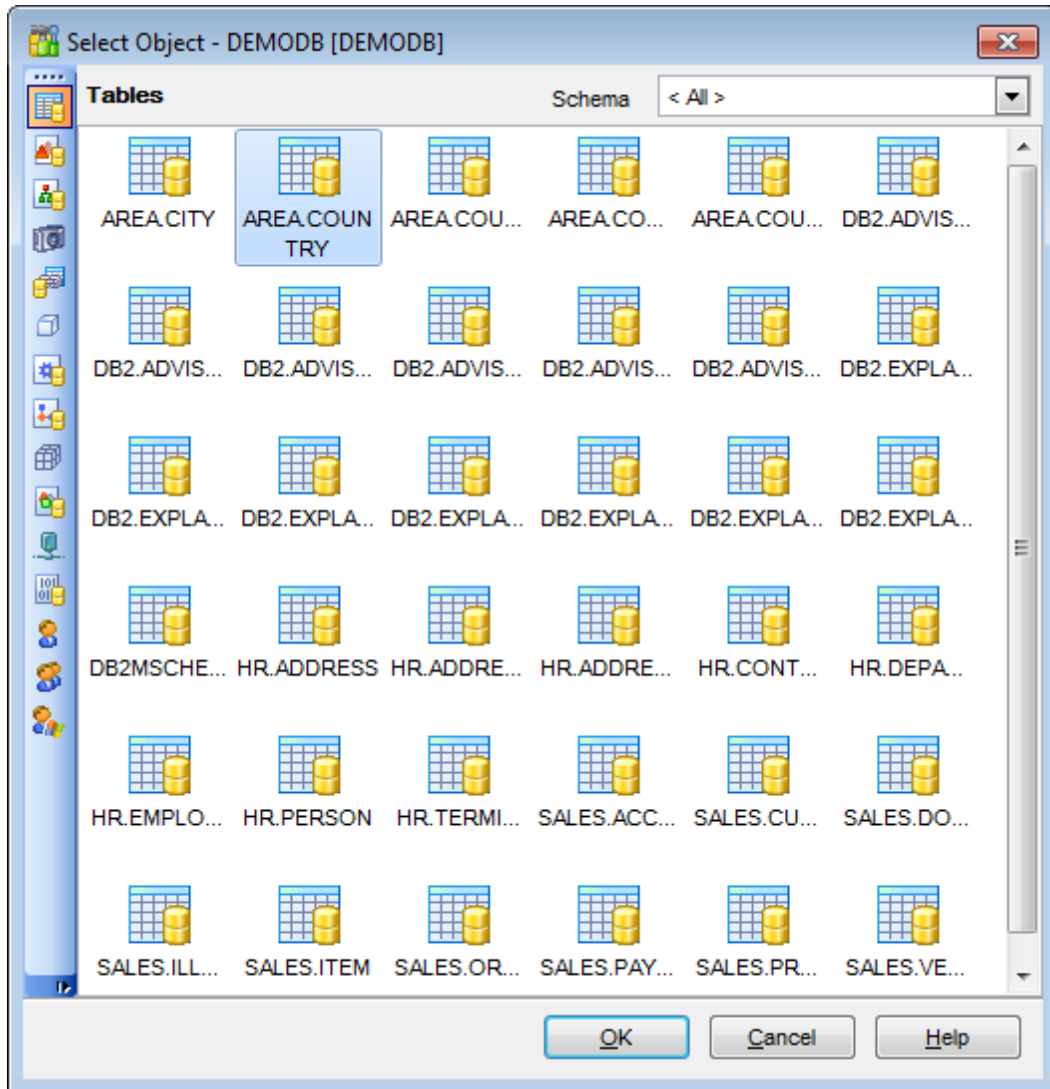 Select Object - DEMODB [DEMODB]
Tables Schema < All >
AREA.CITY AREA.COUN AREA.COU... AREA.CO... AREA.COU... DB2.ADVIS...
TRY
DB2.ADVIS... DB2.ADVIS... DB2.ADVIS... DB2.ADVIS... DB2.ADVIS... DB2.EXPLA...
DB2.EXPLA... DB2.EXPLA... DB2.EXPLA... DB2.EXPLA... DB2.EXPLA... DB2.EXPLA...
DB2MSCHE... HR.ADDRESS HR.ADDRE... HR.ADDRE... HR.CONT... HR.DEPA...
HR.EMPLO... HR.PERSON HR.TERMI... SALES.ACC... SALES.CU... SALES.DO...
SALES.ILL... SALES.ITEM SALES.OR... SALES.PAY... SALES.PR... SALES.VE...
OK Cancel Help